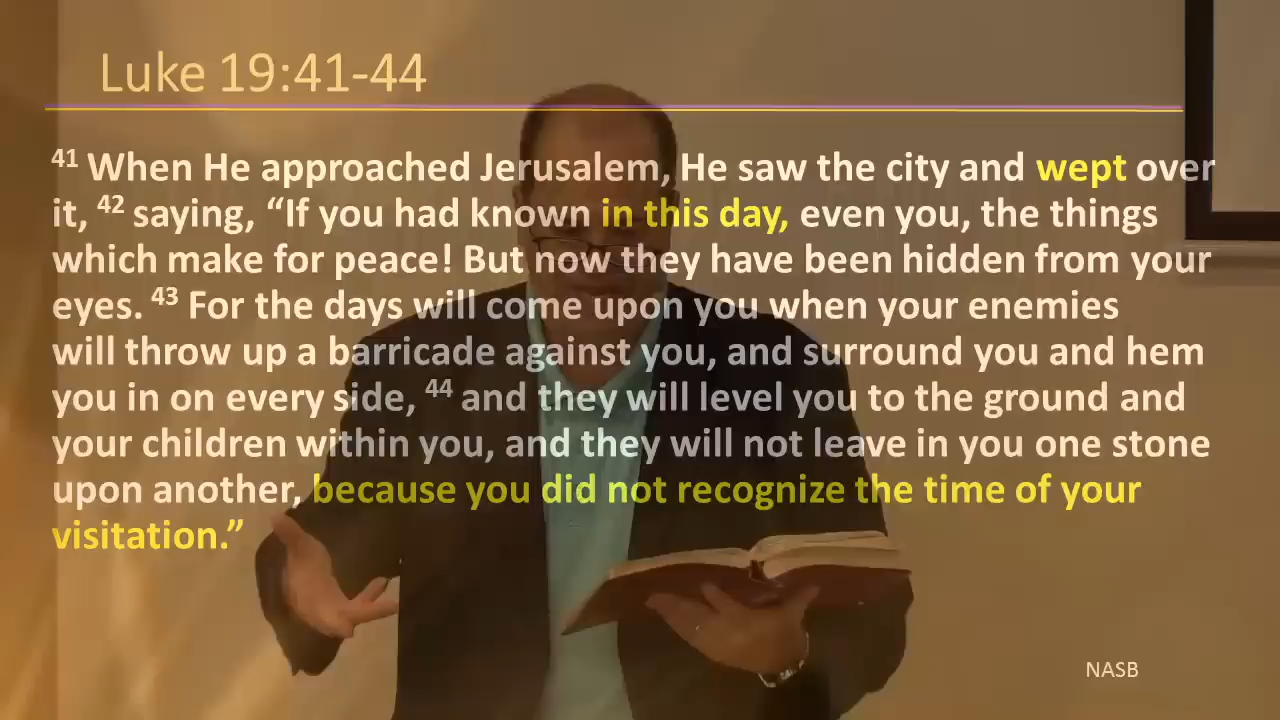 Luke 19:41-44
41 When He approached Jerusalem, He saw the city and wept over
it, 42 saying, “If you had known in this day, even you, the things
which make for peace! But now they have been hidden from your
eyes. 43 For the days will come upon you when your enemies
will throw up a barricade against you, and surround you and hem
you in on every side, 44 and they will level you to the ground and
your children within you, and they will not leave in you one stone
upon another, because you did not recognize the time of your
visitation.”
NASB